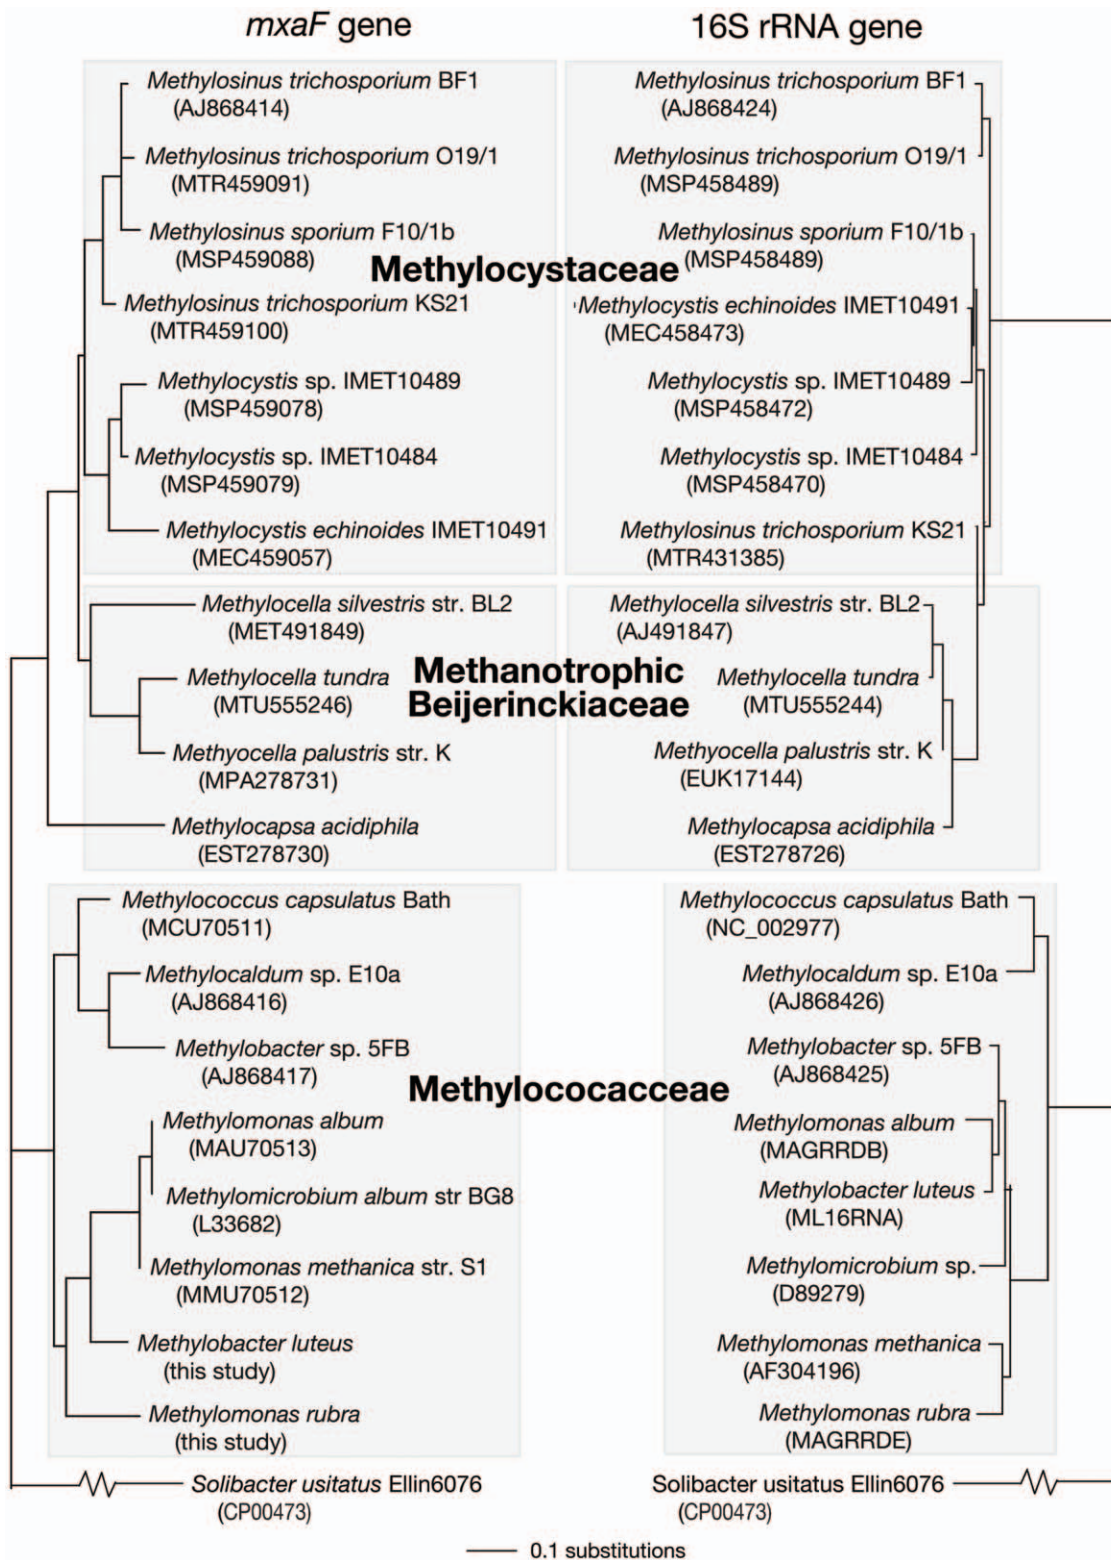 mxaF gene
16S rRNA gene
Methylosinus trichosporium BF1
(AJ868414)
Methylosinus trichosporium O19/1
(MTR459091)
Methylosinus sporium F10/1b
(MSP459088)
Methylosinus trichosporium KS21
(MTR459100)
Methylocystis sp. IMET10489
(MSP459078)
Methylocystis sp. IMET10484
(MSP459079)
Methylocystis echinoides IMET10491
(MEC459057)
Methylosinus trichosporium BF1
(AJ868424)
Methylosinus trichosporium O19/1
(MSP458489)
Methylosinus sporium F10/1b
(MSP458489)
Methylocystis echinoides IMET10491
(MEC458473)
Methylocystis sp. IMET10489
(MSP458472)
Methylocystis sp. IMET10484
(MSP458470)
Methylosinus trichosporium KS21
(MTR431385)
Methylocystaceae
Methylocella silvestris str. BL2
(MET491849)
Methylocella tundra
(MTU555246)
Methyocella palustris str. K
(MPA278731)
Methylocapsa acidiphila
(EST278730)
Methylocella silvestris str. BL2
(AJ491847)
Methylocella tundra
(MTU555244)
Methyocella palustris str. K
(EUK17144)
Methylocapsa acidiphila
(EST278726)
Methanotrophic
Beijerinckiaceae
Methylococcus capsulatus Bath
(MCU70511)
Methylocaldum sp. E10a
(AJ868416)
Methylobacter sp. 5FB
(AJ868417)
Methylomonas album
(MAU70513)
Methylomicrobium album str BG8
(L33682)
Methylomonas methanica str. S1
(MMU70512)
Methylobacter luteus
(this study)
Methylomonas rubra
(this study)
Methylococcus capsulatus Bath
(NC_002977)
Methylocaldum sp. E10a
(AJ868426)
Methylobacter sp. 5FB
(AJ868425)
Methylomonas album
(MAGRRDB)
Methylobacter luteus
(ML16RNA)
Methylomicrobium sp.
(D89279)
Methylomonas methanica
(AF304196)
Methylomonas rubra
(MAGRRDE)
Methylococacceae
Solibacter usitatus Ellin6076
(CP00473)
Solibacter usitatus Ellin6076
(CP00473)
0.1 substitutions